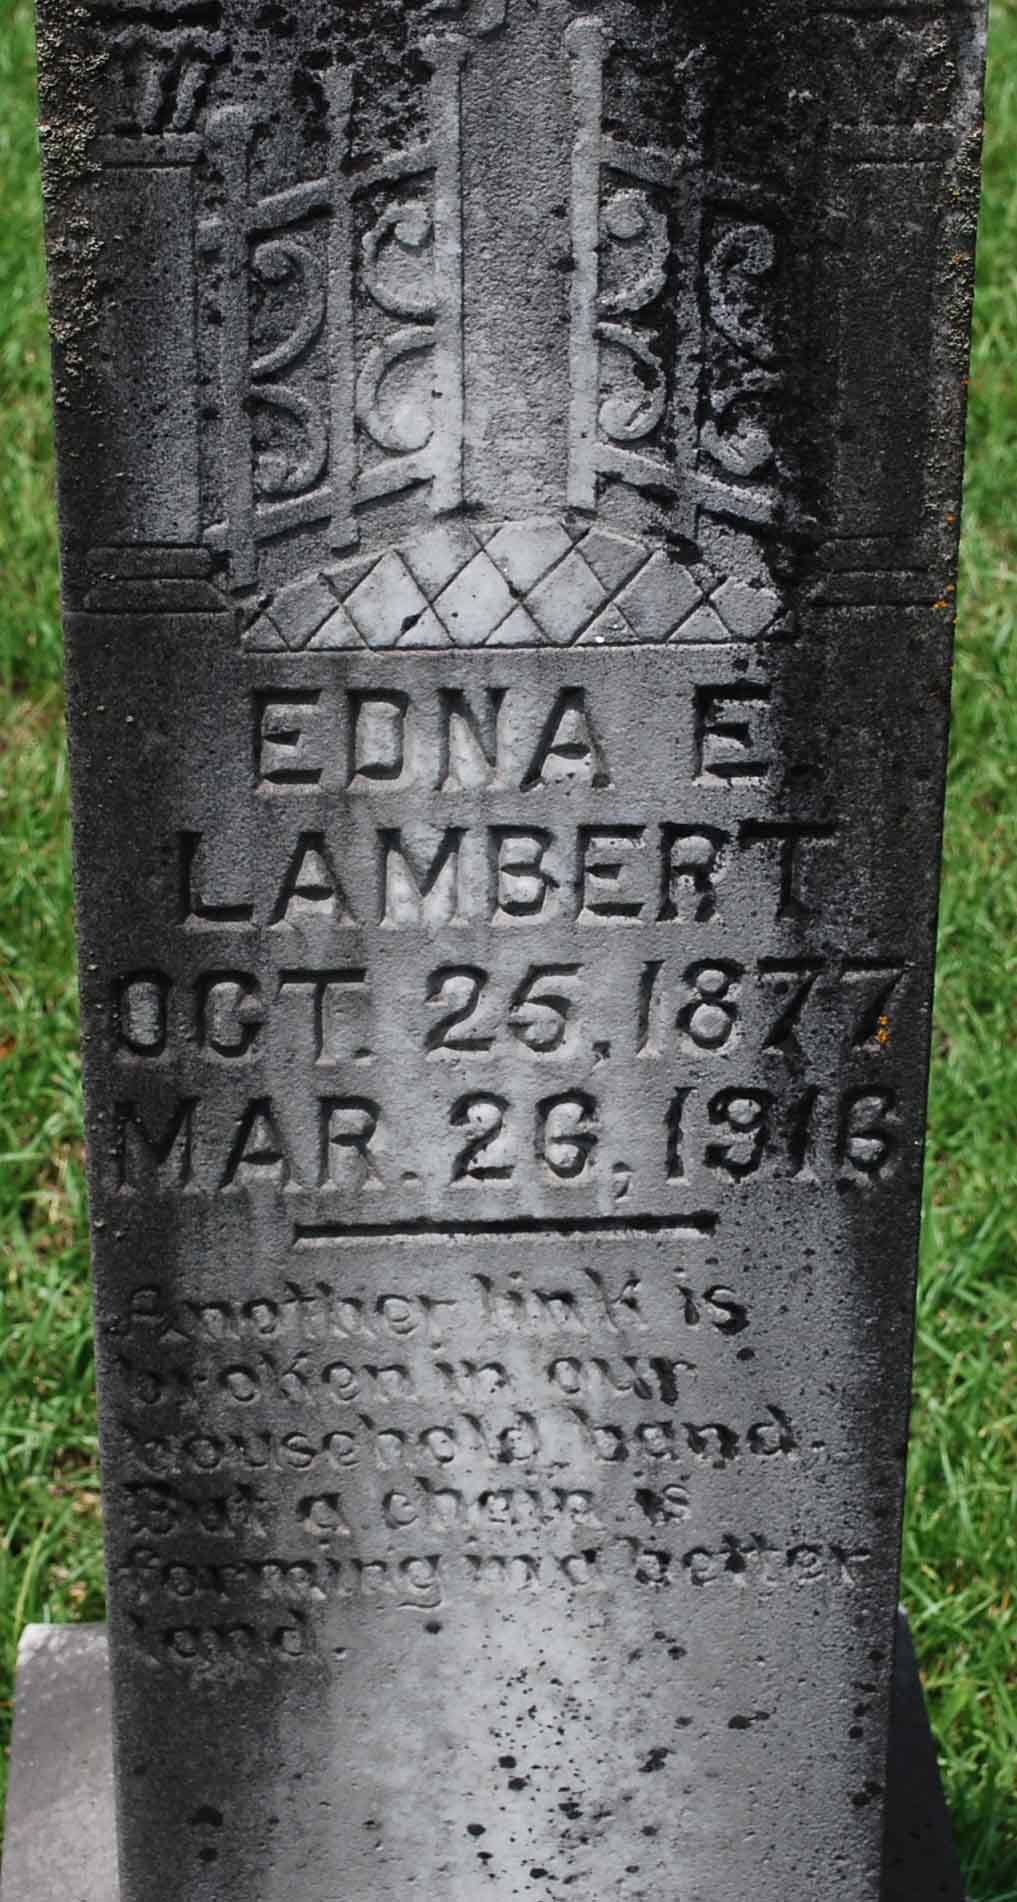 EDNA E.
LAMBERT
OCT. 25, 1877
MAR. 26, 1916
Another link is
broken in our
household band,
But a chain is
forming in a better
land.